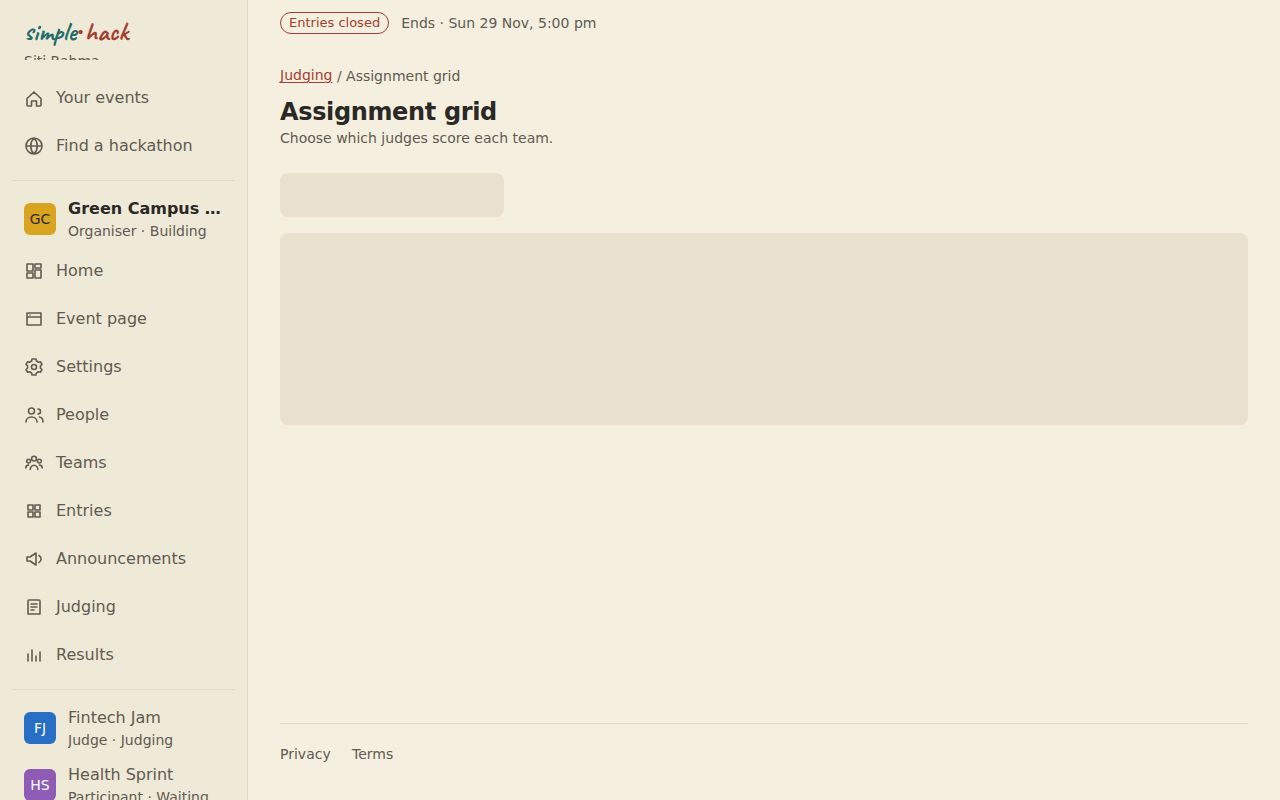 simple·hack
Siti Rahma
Your events
Find a hackathon
GC
Green Campus ...
Organiser · Building
Home
Event page
Settings
People
Teams
Entries
Announcements
Judging
Results
FJ
Fintech Jam
Judge · Judging
HS
Health Sprint
Participant · Waiting
Entries closed
Ends · Sun 29 Nov, 5:00 pm
Judging / Assignment grid
Assignment grid
Choose which judges score each team.
Privacy
Terms